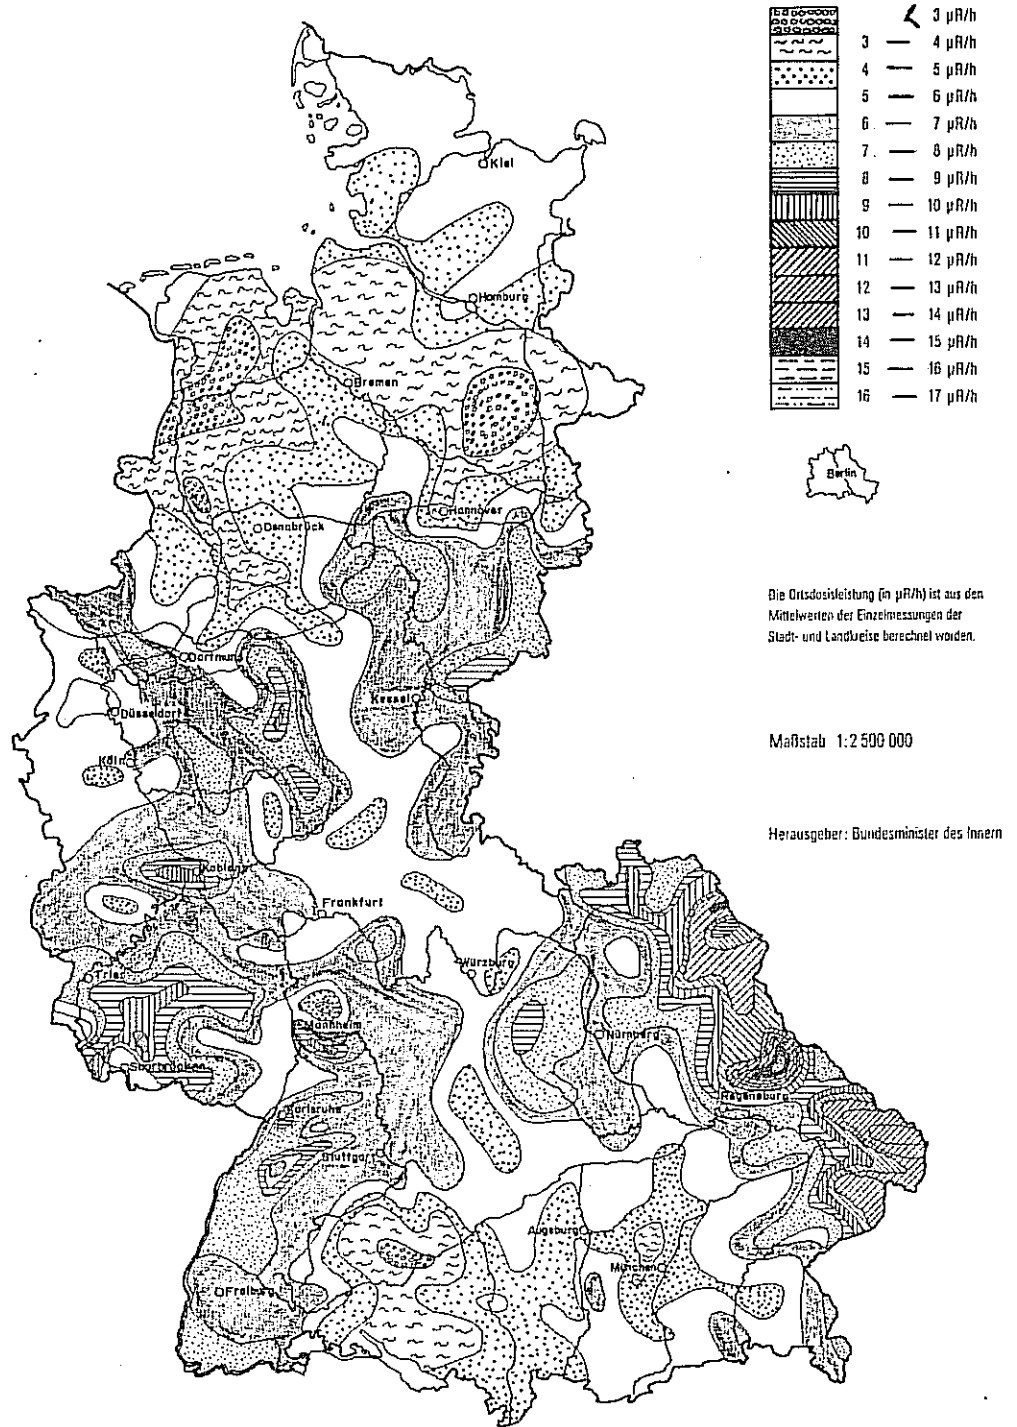 < 3 µR/h
3 — 4 µR/h
4 — 5 µR/h
5 — 6 µR/h
6 — 7 µR/h
7 — 8 µR/h
8 — 9 µR/h
9 — 10 µR/h
10 — 11 µR/h
11 — 12 µR/h
12 — 13 µR/h
13 — 14 µR/h
14 — 15 µR/h
15 — 16 µR/h
16 — 17 µR/h
Kiel
Hamburg
Bremen
Berlin
Hannover
Osnabrück
Die Ortsdosisleistung (in µR/h) ist aus den
Mittelwerten der Einzelmessungen der
Stadt- und Landkreise berechnet worden.
Dortmund
Kassel
Düsseldorf
Maßstab 1:2 500 000
Köln
Herausgeber: Bundesminister des Innern
Koblenz
Frankfurt
Würzburg
Trier
Mannheim
Nürnberg
Saarbrücken
Regensburg
Karlsruhe
Stuttgart
Augsburg
München
Freiburg